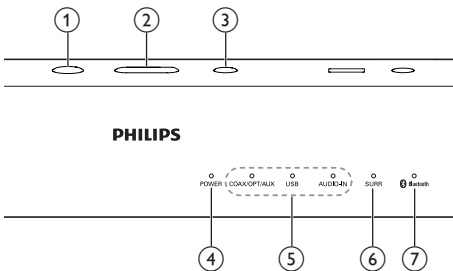 1 2 3
PHILIPS
POWER COAX/OPT/AUX USB AUDIO-IN SURR Bluetooth
4 5 6 7